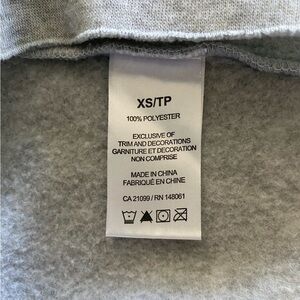 XS/TP
100% POLYESTER
EXCLUSIVE OF
TRIM AND DECORATIONS
GARNITURE ET DECORATION
NON COMPRISE
MADE IN CHINA
FABRIQUÉ EN CHINE
CA 21099 / RN 148061